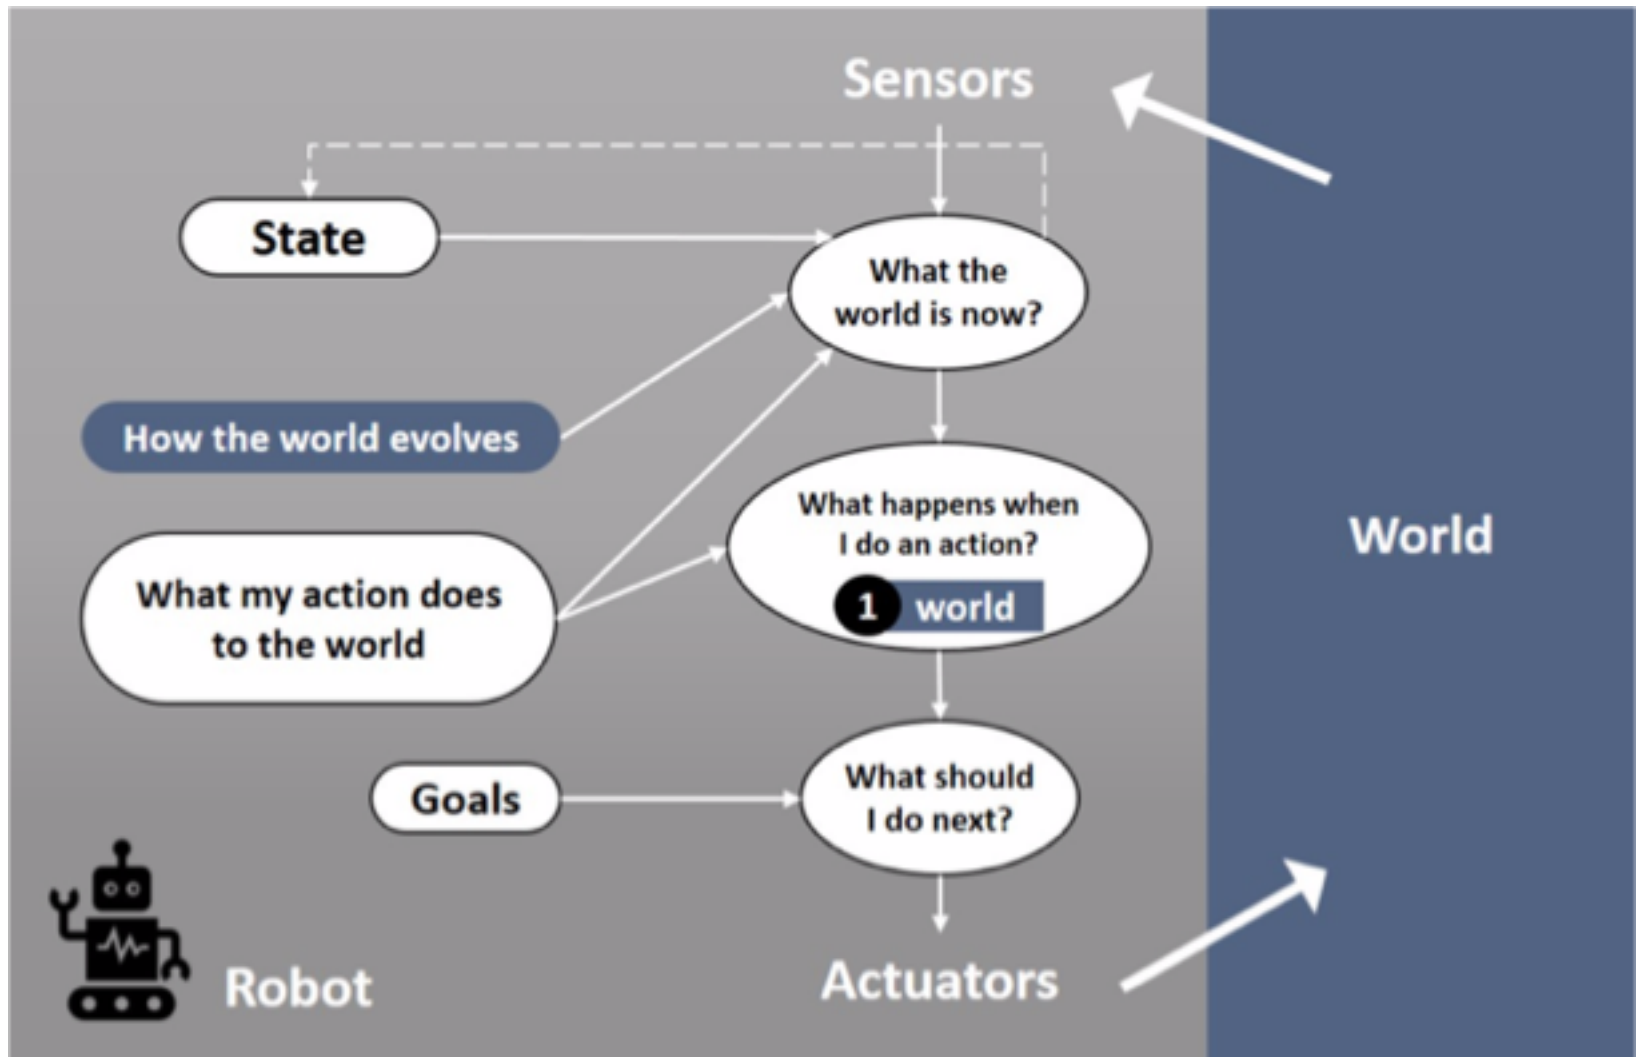 Sensors
State
What the
world is now?
How the world evolves
What happens when
I do an action?
1 world
World
What my action does
to the world
What should
I do next?
Goals
Robot
Actuators